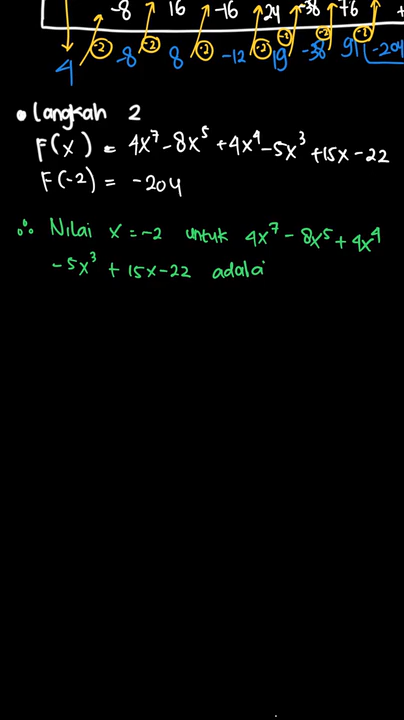 -8 16 -16 24 -38 76 +
4 -2 -8 -2 8 -2 -12 -2 19 -2 -38 -2 91 -2 -204
• Langkah 2
F(x) = 4x⁷-8x⁵+4x⁴-5x³+15x-22
F(-2) = -204
∴ Nilai x = -2 untuk 4x⁷ - 8x⁵ + 4x⁴
-5x³ + 15x-22 adalai